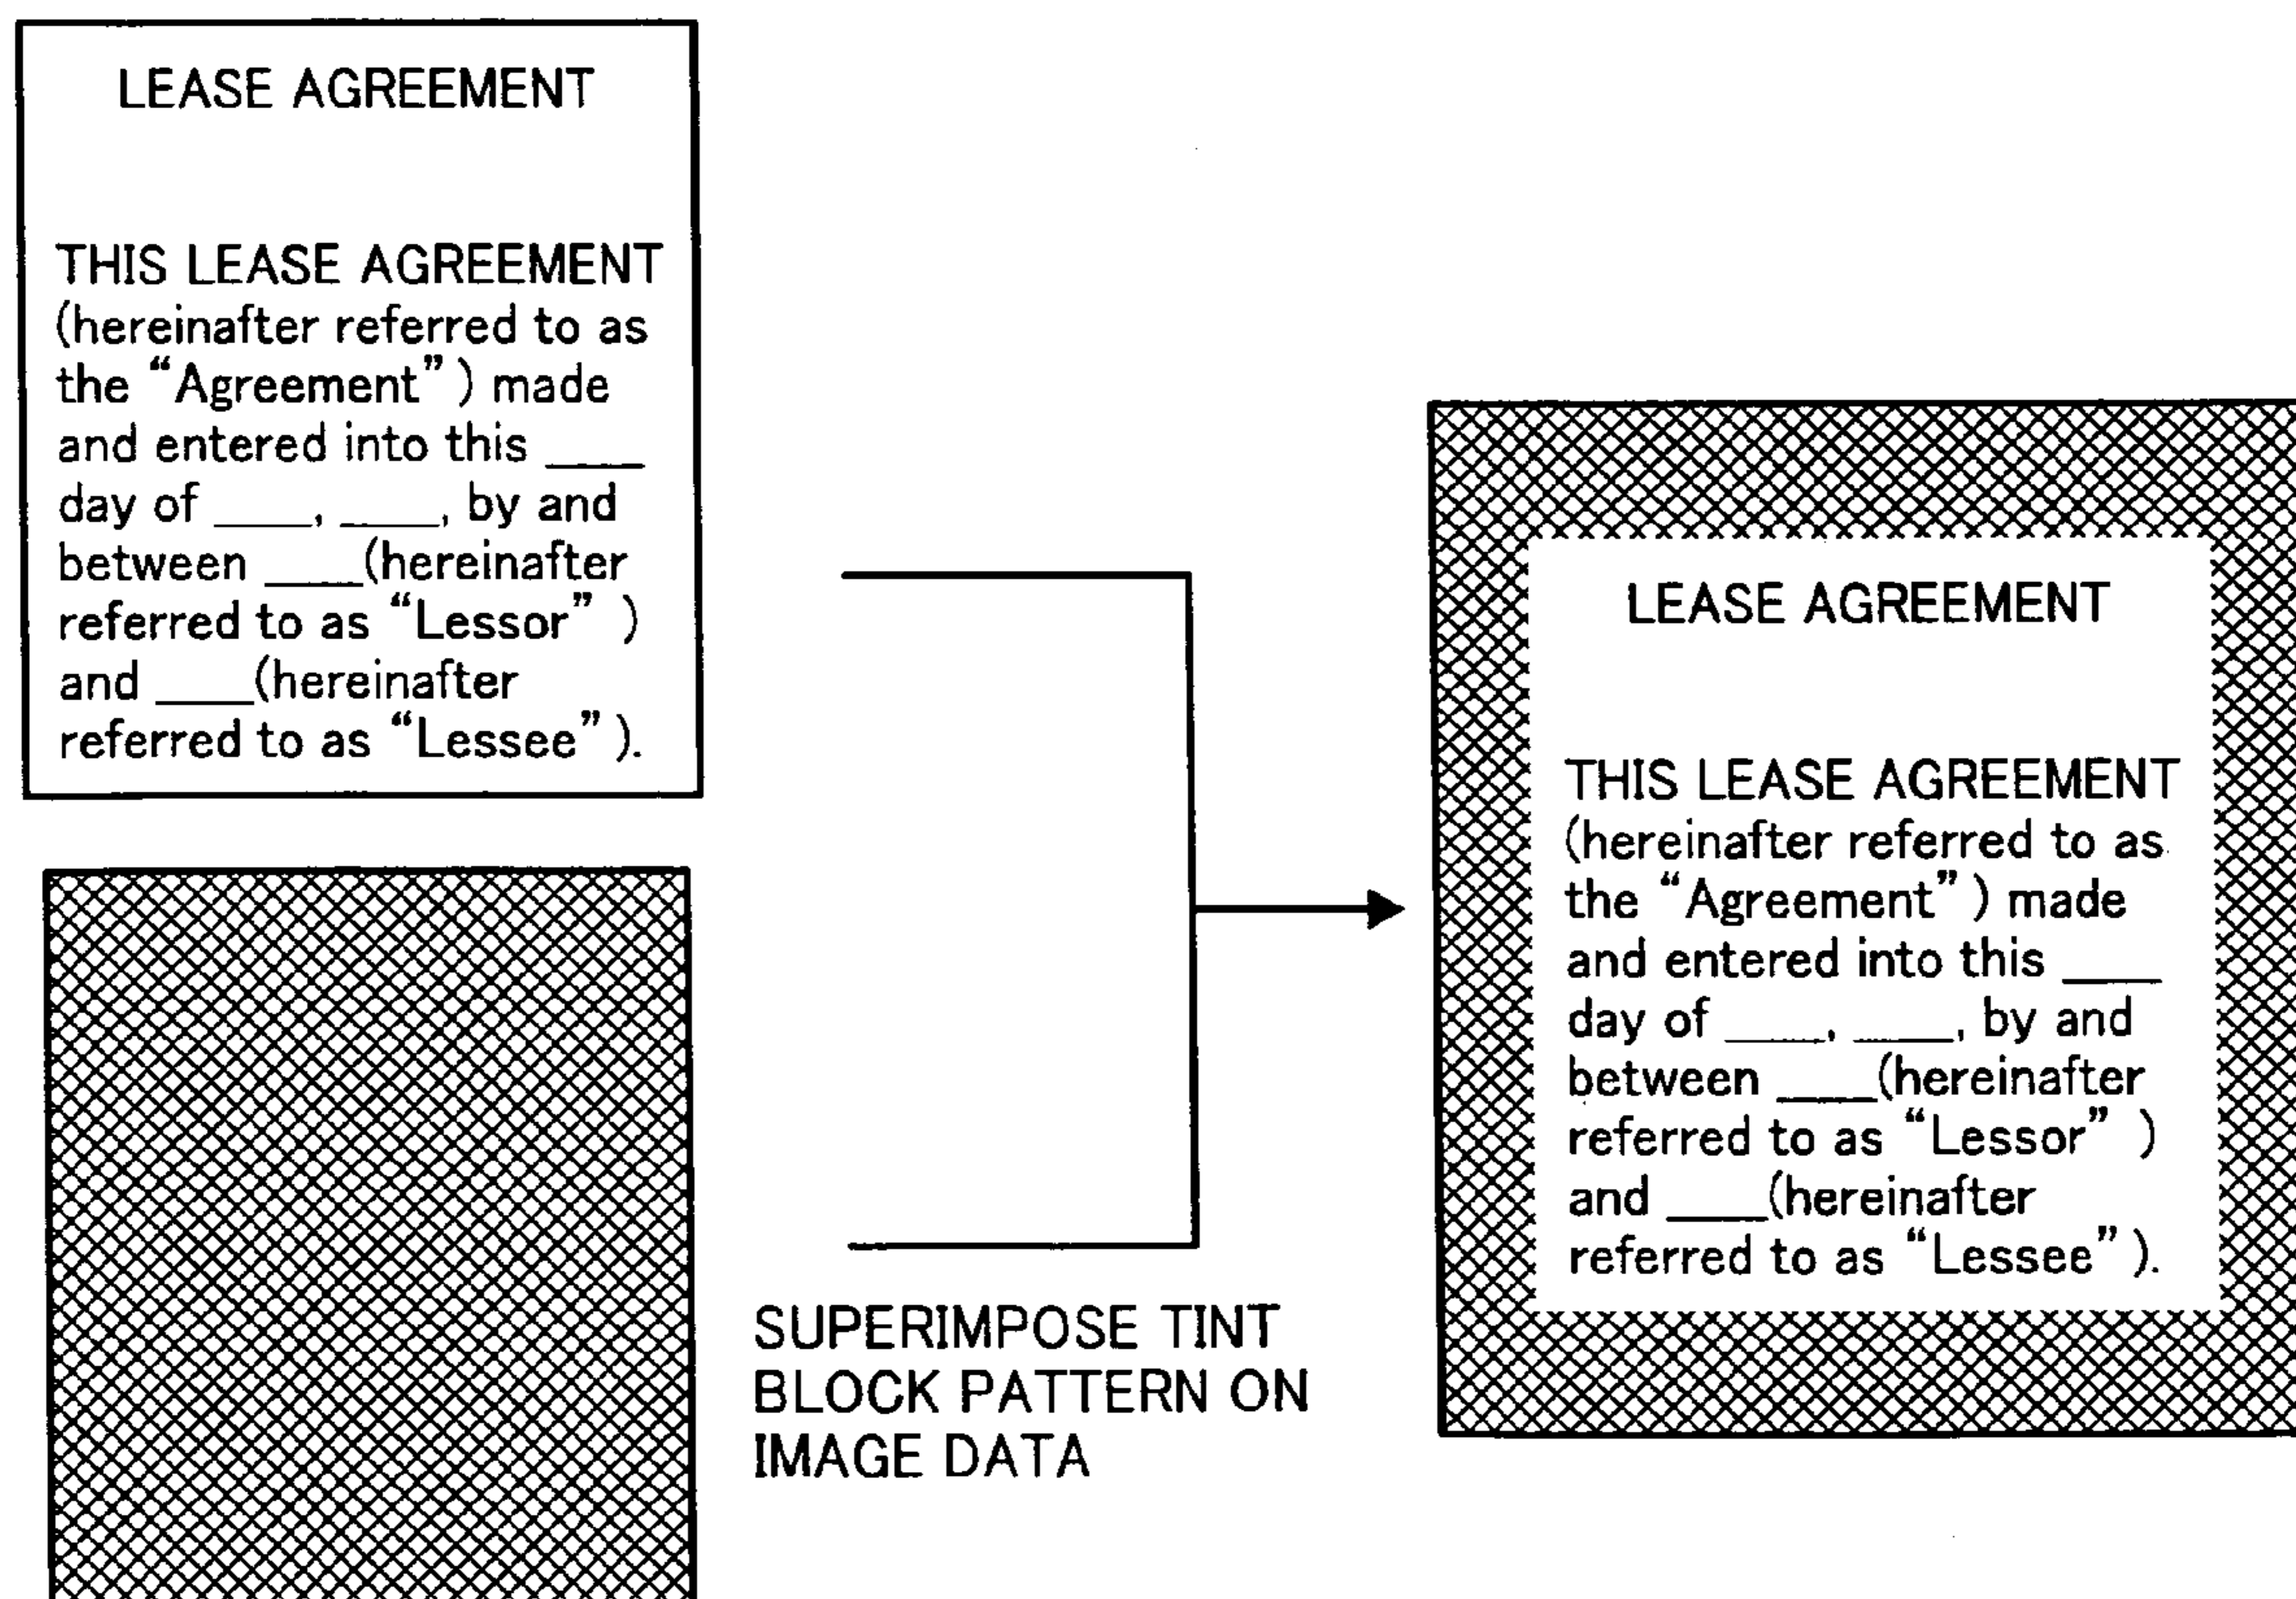 LEASE AGREEMENT
THIS LEASE AGREEMENT
(hereinafter referred to as
the “Agreement”) made
and entered into this ____
day of ____, ____, by and
between ____(hereinafter
referred to as “Lessor” )
and ____(hereinafter
referred to as “Lessee”).
SUPERIMPOSE TINT
BLOCK PATTERN ON
IMAGE DATA
LEASE AGREEMENT
THIS LEASE AGREEMENT
(hereinafter referred to as
the “Agreement”) made
and entered into this ____
day of ____, ____, by and
between ____(hereinafter
referred to as “Lessor” )
and ____(hereinafter
referred to as “Lessee”).